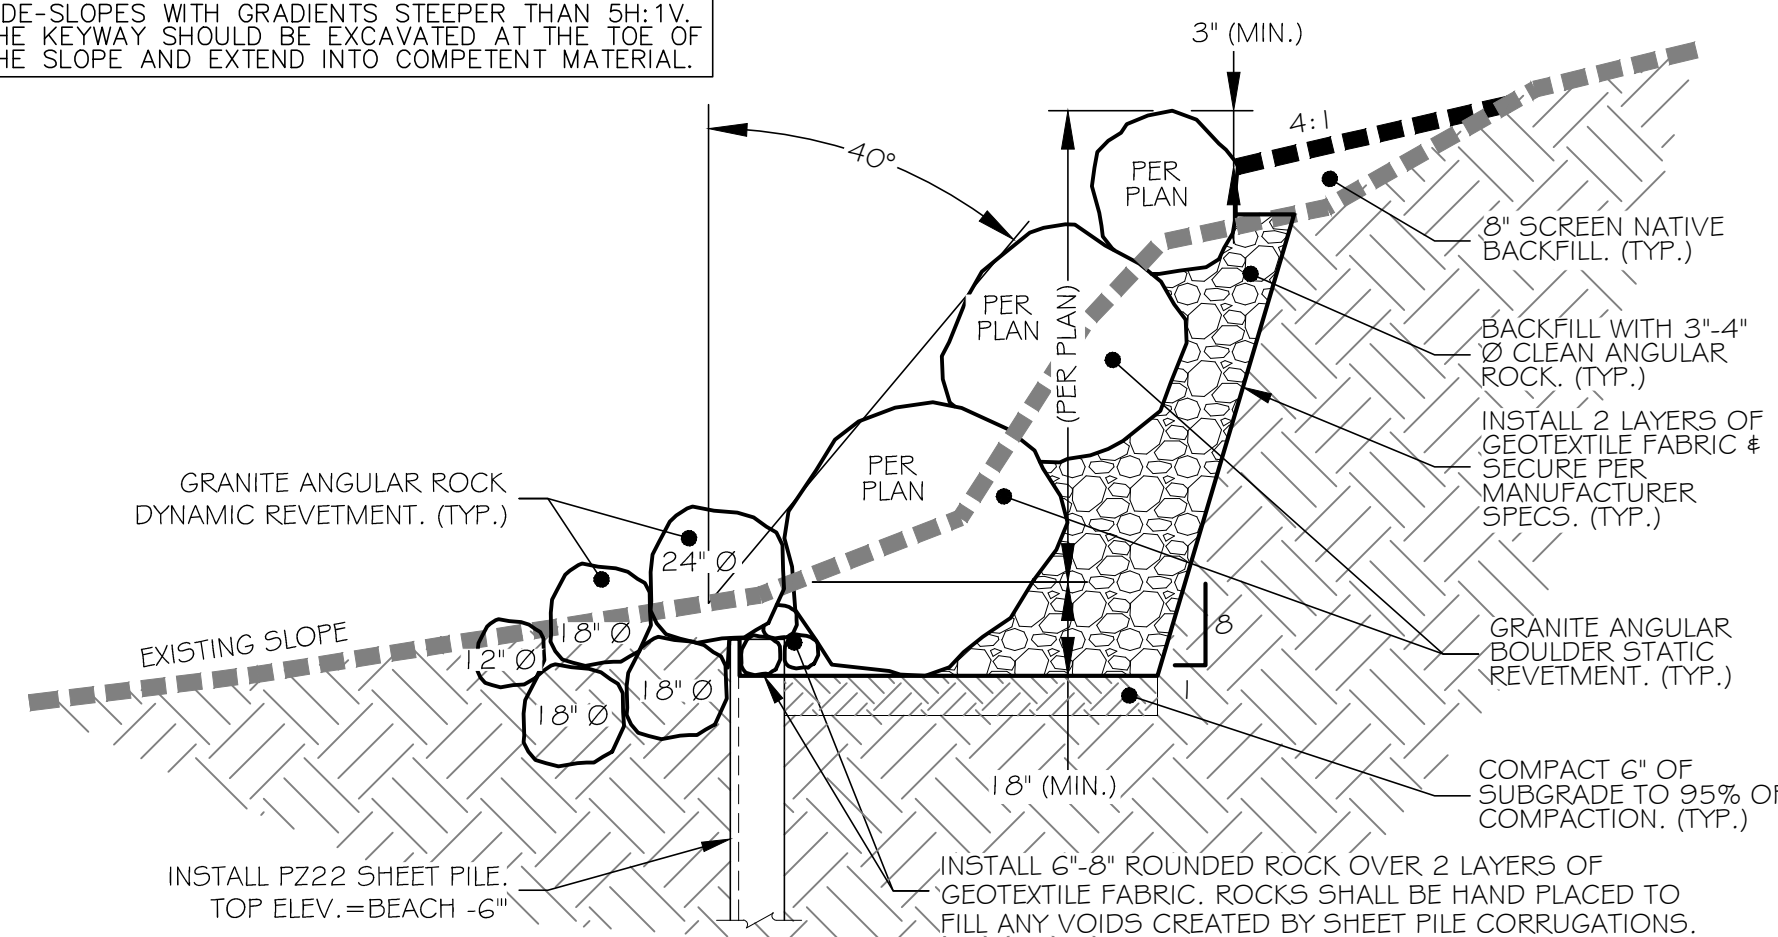 DE-SLOPES WITH GRADIENTS STEEPER THAN 5H:1V.
HE KEYWAY SHOULD BE EXCAVATED AT THE TOE OF
HE SLOPE AND EXTEND INTO COMPETENT MATERIAL.
3" (MIN.)
4:1
40°
PER
PLAN
8" SCREEN NATIVE
BACKFILL. (TYP.)
PER
PLAN
(PER PLAN)
BACKFILL WITH 3"-4"
Ø CLEAN ANGULAR
ROCK. (TYP.)
INSTALL 2 LAYERS OF
GEOTEXTILE FABRIC &
SECURE PER
MANUFACTURER
SPECS. (TYP.)
PER
PLAN
GRANITE ANGULAR ROCK
DYNAMIC REVETMENT. (TYP.)
24" Ø
EXISTING SLOPE
18" Ø
12" Ø
18" Ø
18" Ø
8
1
GRANITE ANGULAR
BOULDER STATIC
REVETMENT. (TYP.)
18" (MIN.)
COMPACT 6" OF
SUBGRADE TO 95% OF
COMPACTION. (TYP.)
INSTALL PZ22 SHEET PILE.
TOP ELEV.=BEACH -6"'
INSTALL 6"-8" ROUNDED ROCK OVER 2 LAYERS OF
GEOTEXTILE FABRIC. ROCKS SHALL BE HAND PLACED TO
FILL ANY VOIDS CREATED BY SHEET PILE CORRUGATIONS.